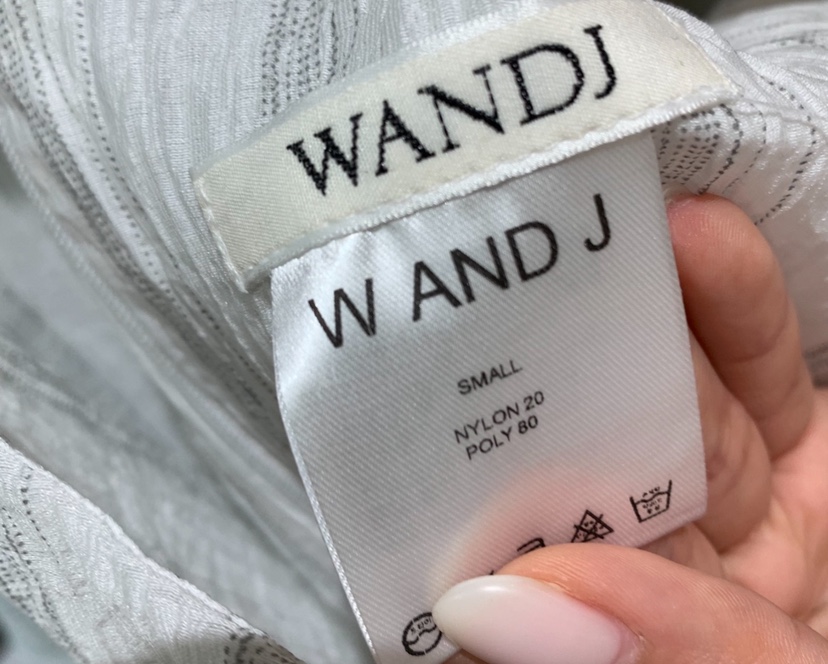 WANDJ
W AND J
SMALL
NYLON 20
POLY 80